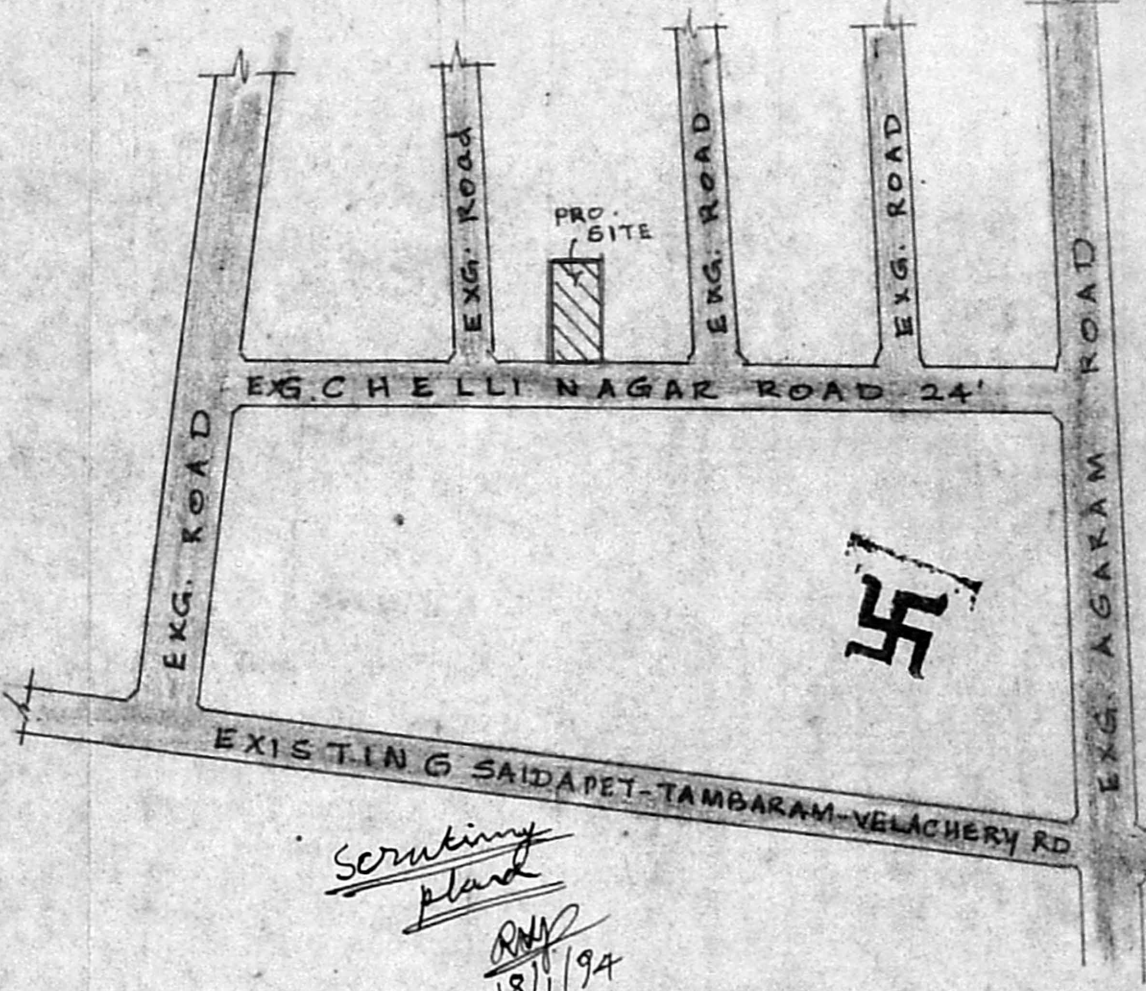 EXG. Road
EXG. ROAD
EXG. ROAD
PRO.
SITE
EXG. CHELLI NAGAR ROAD 24'
EXG. ROAD
EXG. AGARAM ROAD
EXISTING SAIDAPET-TAMBARAM-VELACHERY RD
Scrutiny
18/1/94